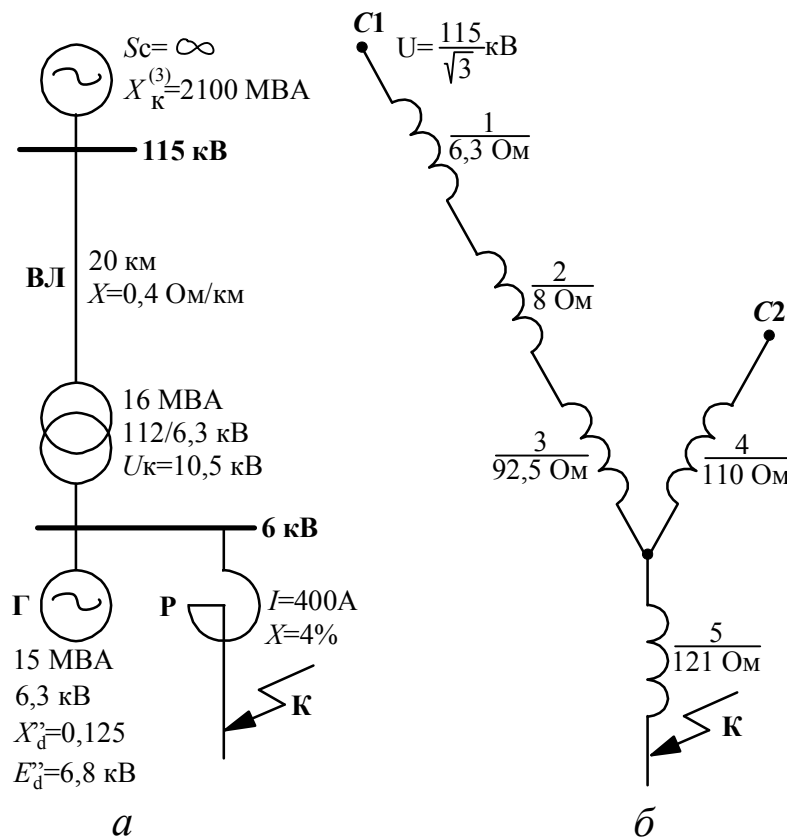 Sс= ∞
X к (3) =2100 МВА
115 кВ
ВЛ
20 км
X=0,4 Ом/км
16 МВА
112/6,3 кВ
Uк=10,5 кВ
6 кВ
Г
Р
I=400А
X=4%
К
15 МВА
6,3 кВ
X”d=0,125
E”d=6,8 кВ
а
C1
U= 115/√3 кВ
1
6,3 Ом
2
8 Ом
C2
3
92,5 Ом
4
110 Ом
5
121 Ом
К
б